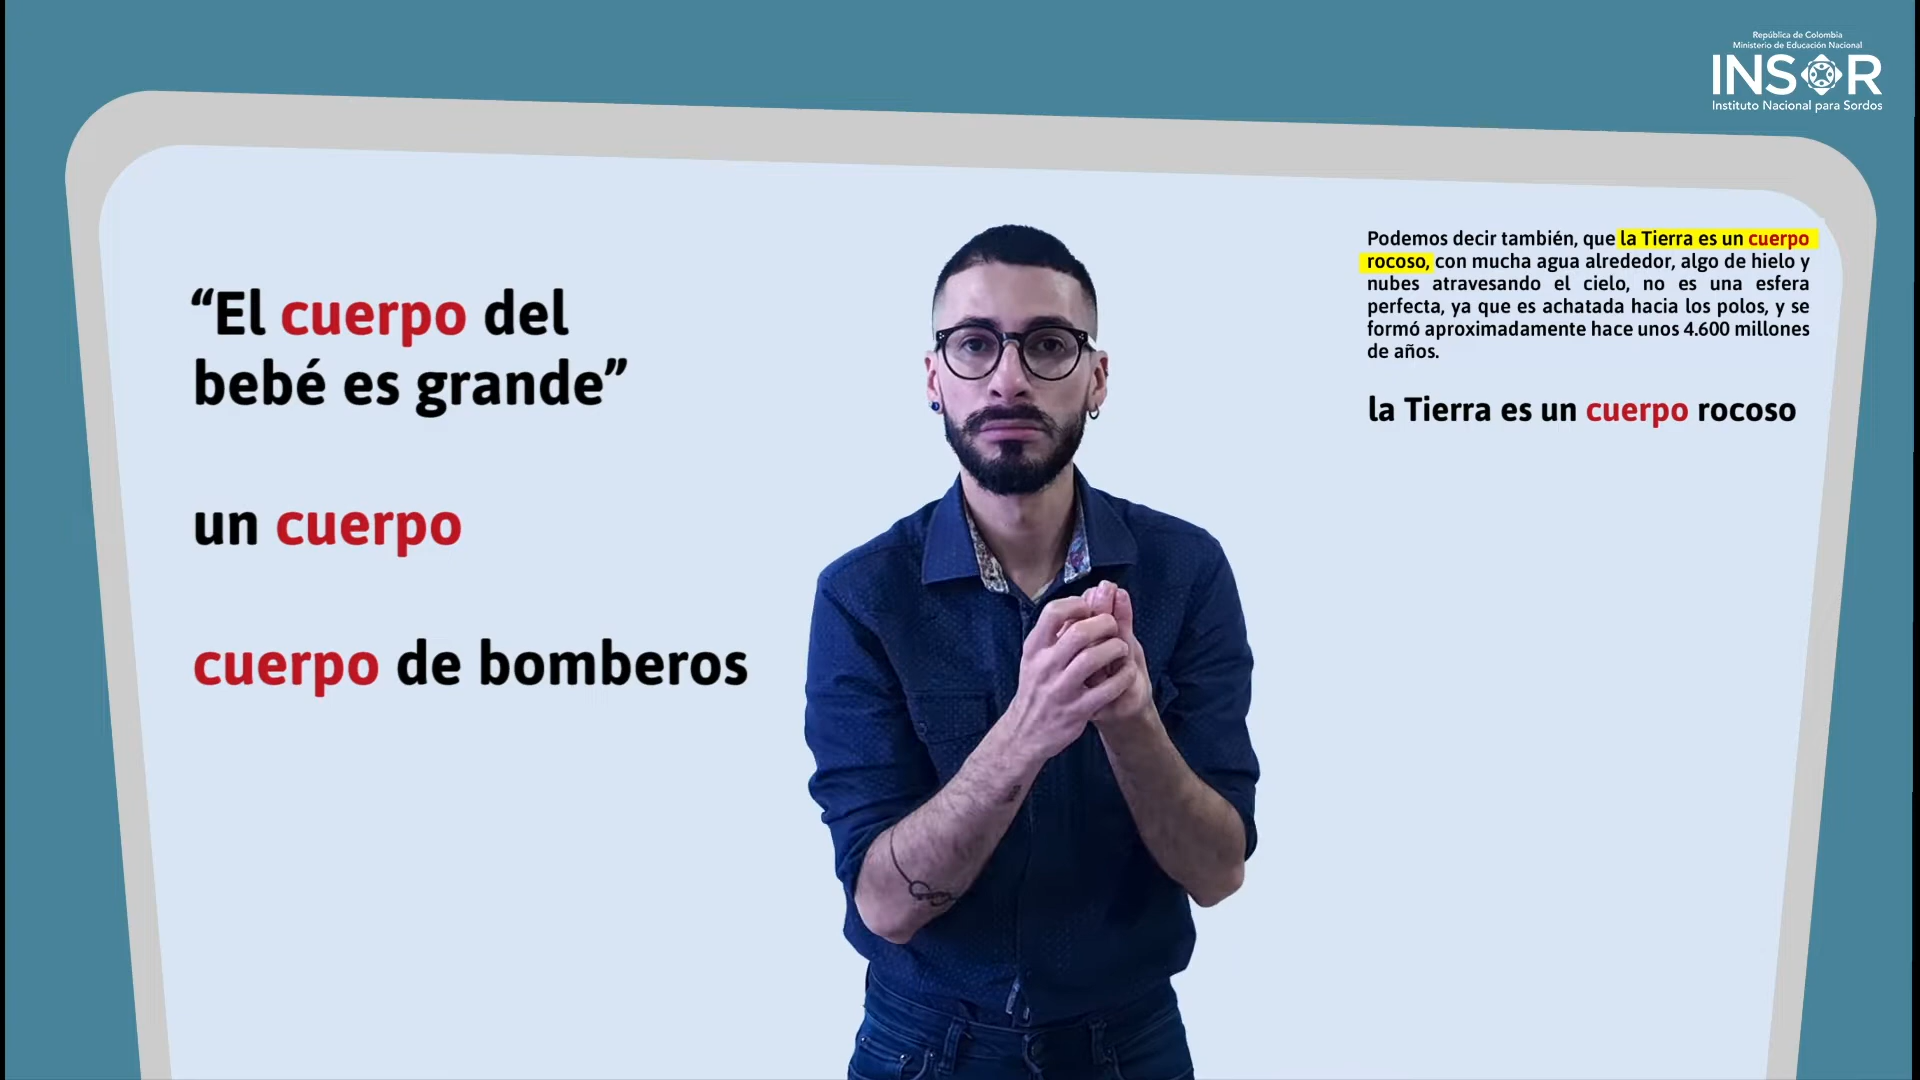 República de Colombia
Ministerio de Educación Nacional
INSOR
Instituto Nacional para Sordos
“El cuerpo del
bebé es grande”
un cuerpo
cuerpo de bomberos
Podemos decir también, que la Tierra es un cuerpo
rocoso, con mucha agua alrededor, algo de hielo y
nubes atravesando el cielo, no es una esfera
perfecta, ya que es achatada hacia los polos, y se
formó aproximadamente hace unos 4.600 millones
de años.
la Tierra es un cuerpo rocoso